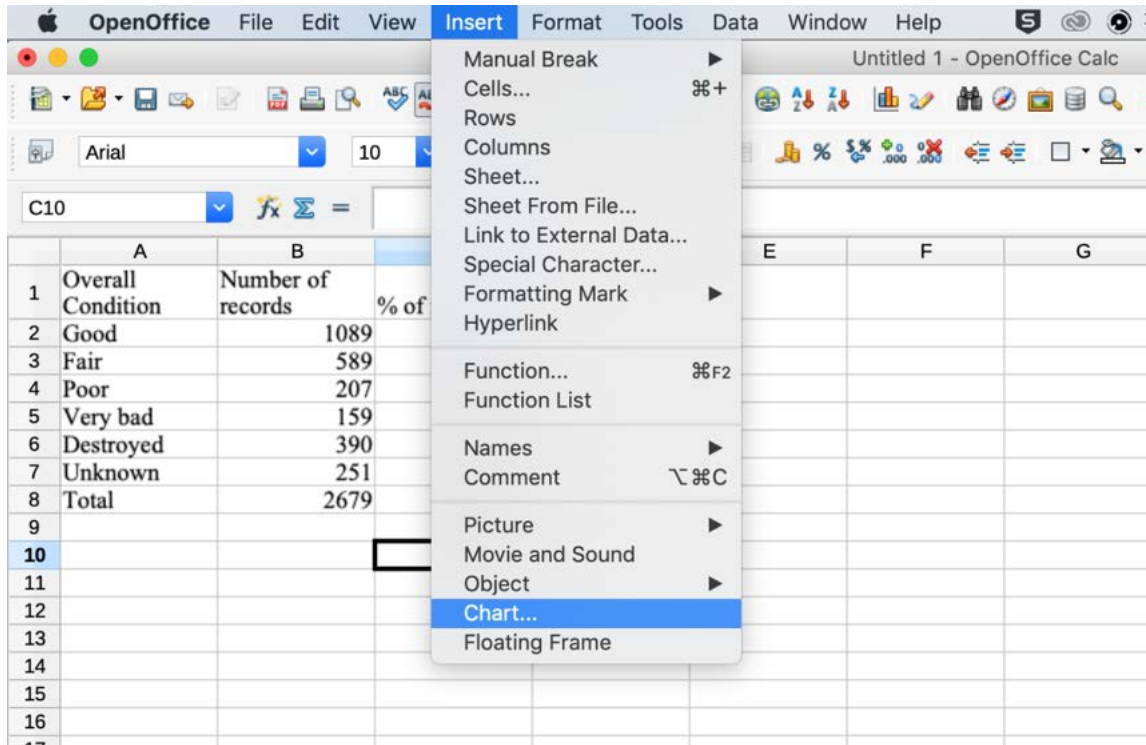 OpenOffice File Edit View Insert Format Tools Data Window Help
Untitled 1 - OpenOffice Calc
Arial 10
C10
A B E F G
1 Overall Condition Number of records % of
2 Good 1089
3 Fair 589
4 Poor 207
5 Very bad 159
6 Destroyed 390
7 Unknown 251
8 Total 2679
9
10
11
12
13
14
15
16
Manual Break
Cells... ⌘+
Rows
Columns
Sheet...
Sheet From File...
Link to External Data...
Special Character...
Formatting Mark
Hyperlink
Function... ⌘F2
Function List
Names
Comment ⌥⌘C
Picture
Movie and Sound
Object
Chart...
Floating Frame